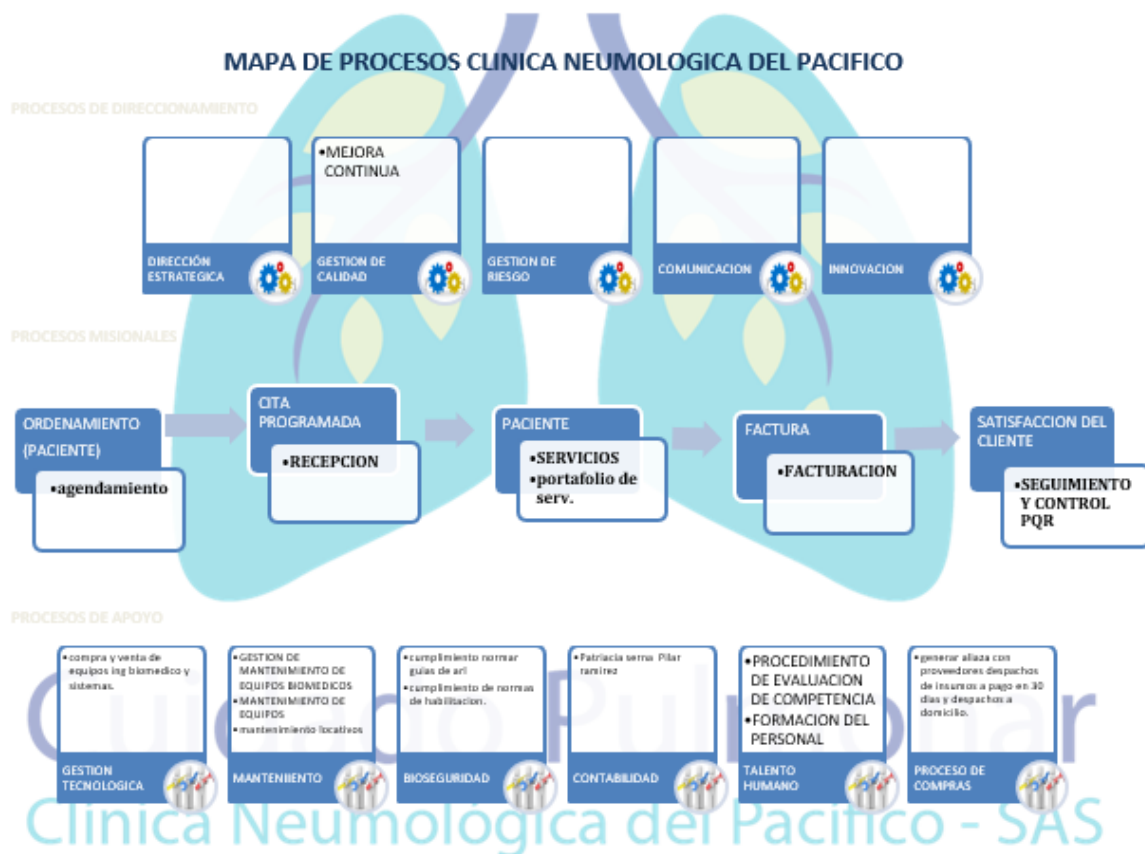 MAPA DE PROCESOS CLINICA NEUMOLOGICA DEL PACIFICO
PROCESOS DE DIRECCIONAMIENTO
•MEJORA
CONTINUA
DIRECCIÓN
ESTRATEGICA
GESTION DE
CALIDAD
GESTION DE
RIESGO
COMUNICACION
INNOVACION
PROCESOS MISIONALES
ORDENAMIENTO
(PACIENTE)
•agendamiento
CITA
PROGRAMADA
•RECEPCION
PACIENTE
•SERVICIOS
•portafolio de
serv.
FACTURA
•FACTURACION
SATISFACCION DEL
CLIENTE
•SEGUIMIENTO
Y CONTROL
PQR
PROCESOS DE APOYO
•compra y venta de
equipos ing biomedico y
sistemas.
GESTION
TECNOLOGICA
•GESTION DE
MANTENIMIENTO DE
EQUIPOS BIOMEDICOS
•MANTENIMIENTO DE
EQUIPOS
•mantenimiento locativos
MANTENIIENTO
•cumplimiento normar
guias de arl
•cumplimiento de normas
de habilitacion.
BIOSEGURIDAD
•Patriacia serna Pilar
ramirez
CONTABILIDAD
•PROCEDIMIENTO
DE EVALUACION
DE COMPETENCIA
•FORMACION DEL
PERSONAL
TALENTO
HUMANO
•generar aliaza con
proveedores despachos
de insumos a pago en 30
dias y despachos a
domicilio.
PROCESO DE
COMPRAS
Cuidado Pulmonar
Clínica Neumológica del Pacífico - SAS